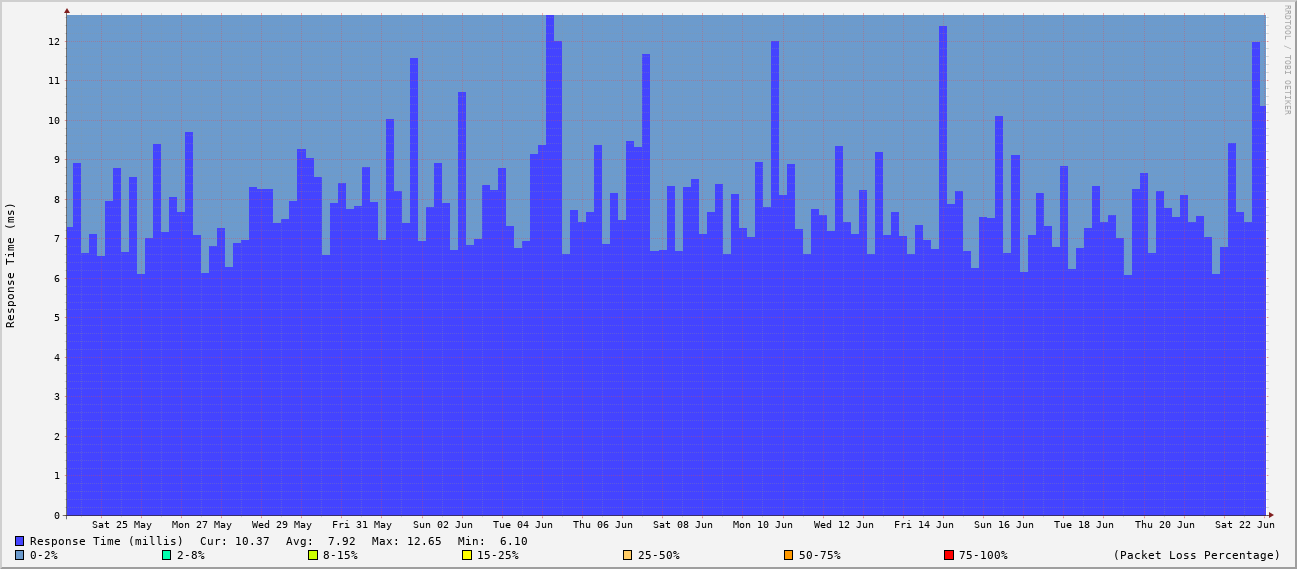 RRDTOOL / TOBI OETIKER
Response Time (ms)
12
11
10
9
8
7
6
5
4
3
2
1
0
Sat 25 May Mon 27 May Wed 29 May Fri 31 May Sun 02 Jun Tue 04 Jun Thu 06 Jun Sat 08 Jun Mon 10 Jun Wed 12 Jun Fri 14 Jun Sun 16 Jun Tue 18 Jun Thu 20 Jun Sat 22 Jun
Response Time (millis) Cur: 10.37 Avg: 7.92 Max: 12.65 Min: 6.10
0-2% 2-8% 8-15% 15-25% 25-50% 50-75% 75-100% (Packet Loss Percentage)